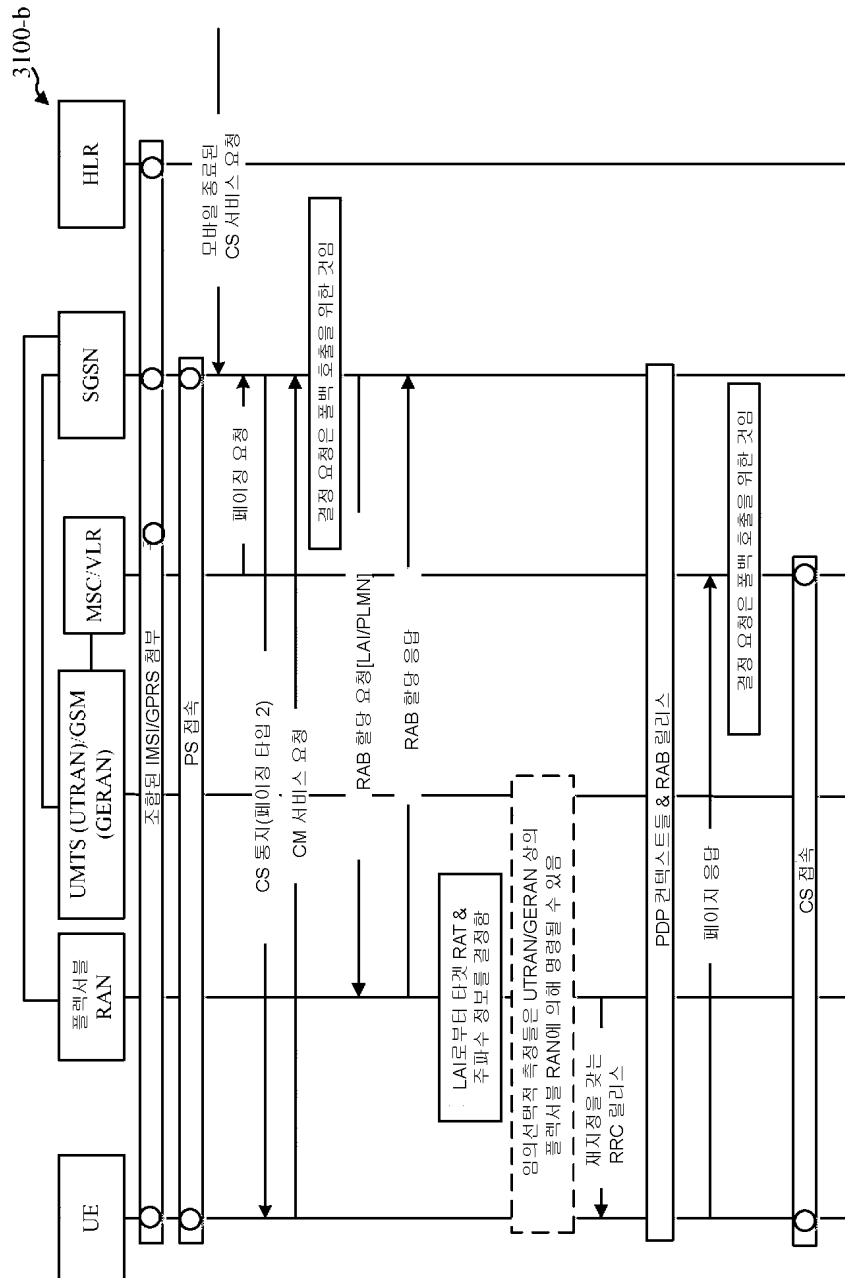 3100-b
UE
플렉서블
RAN
UMTS (UTRAN)/GSM
(GERAN)
MSC/VLR
SGSN
HLR
조합된 IMSI/GPRS 첨부
PS 접속
모바일 종료된
CS 서비스 요청
페이징 요청
CS 통지(페이징 타입 2)
CM 서비스 요청
결정 요청은 폴백 호출을 위한 것임
RAB 할당 요청[LAI/PLMN]
RAB 할당 응답
LAI로부터 타겟 RAT &
주파수 정보를 결정함
임의선택적 측정들은 UTRAN/GERAN 상의
플렉서블 RAN에 의해 명령될 수 있음
재지정을 갖는
RRC 릴리스
PDP 컨텍스트들 & RAB 릴리스
페이지 응답
결정 요청은 폴백 호출을 위한 것임
CS 접속